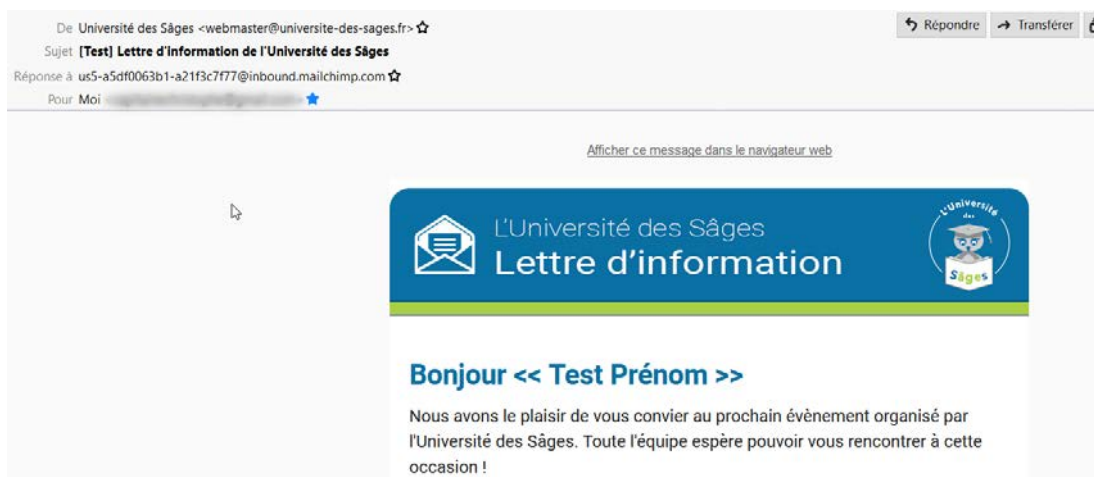 De Université des Sâges <webmaster@universite-des-sages.fr>
Répondre
Transférer
Sujet [Test] Lettre d'information de l'Université des Sâges
Réponse à us5-a5df0063b1-a21f3c7f77@inbound.mailchimp.com
Pour Moi
Afficher ce message dans le navigateur web
L'Université des Sâges
Lettre d'information
L'Université
des
Sâges
Bonjour << Test Prénom >>
Nous avons le plaisir de vous convier au prochain évènement organisé par
l'Université des Sâges. Toute l'équipe espère pouvoir vous rencontrer à cette
occasion !